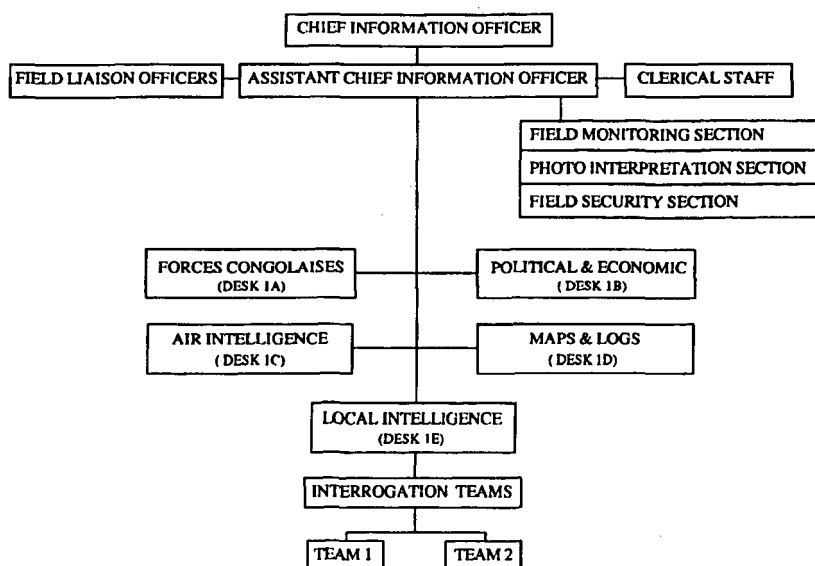 CHIEF INFORMATION OFFICER
FIELD LIAISON OFFICERS
ASSISTANT CHIEF INFORMATION OFFICER
CLERICAL STAFF
FIELD MONITORING SECTION
PHOTO INTERPRETATION SECTION
FIELD SECURITY SECTION
FORCES CONGOLAISES
(DESK 1A)
POLITICAL & ECONOMIC
( DESK 1B)
AIR INTELLIGENCE
( DESK 1C)
MAPS & LOGS
(DESK 1D)
LOCAL INTELLIGENCE
(DESK 1E)
INTERROGATION TEAMS
TEAM 1
TEAM 2